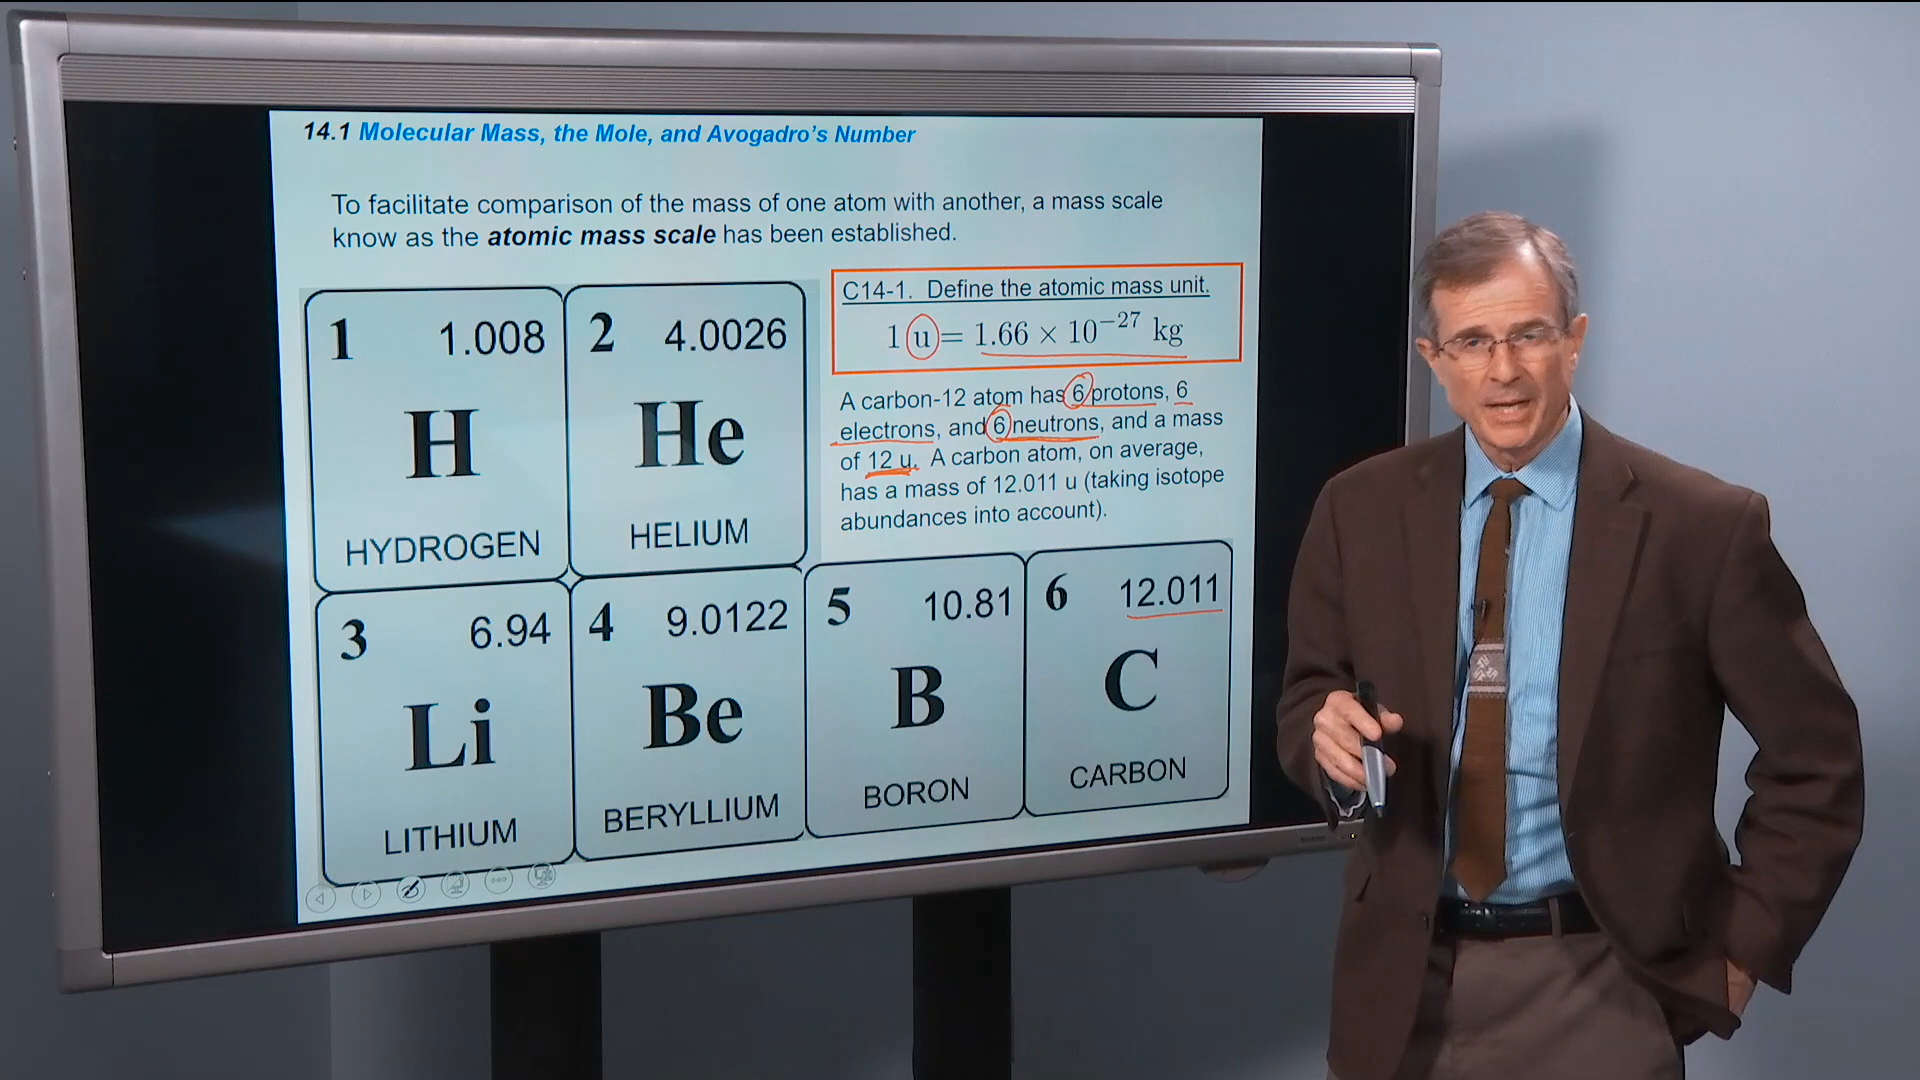 14.1 Molecular Mass, the Mole, and Avogadro's Number
To facilitate comparison of the mass of one atom with another, a mass scale
know as the atomic mass scale has been established.
C14-1. Define the atomic mass unit.
1 u = 1.66 × 10⁻²⁷ kg
A carbon-12 atom has 6 protons, 6
electrons, and 6 neutrons, and a mass
of 12 u. A carbon atom, on average,
has a mass of 12.011 u (taking isotope
abundances into account).
1 1.008
H
HYDROGEN
2 4.0026
He
HELIUM
3 6.94
Li
LITHIUM
4 9.0122
Be
BERYLLIUM
5 10.81
B
BORON
6 12.011
C
CARBON